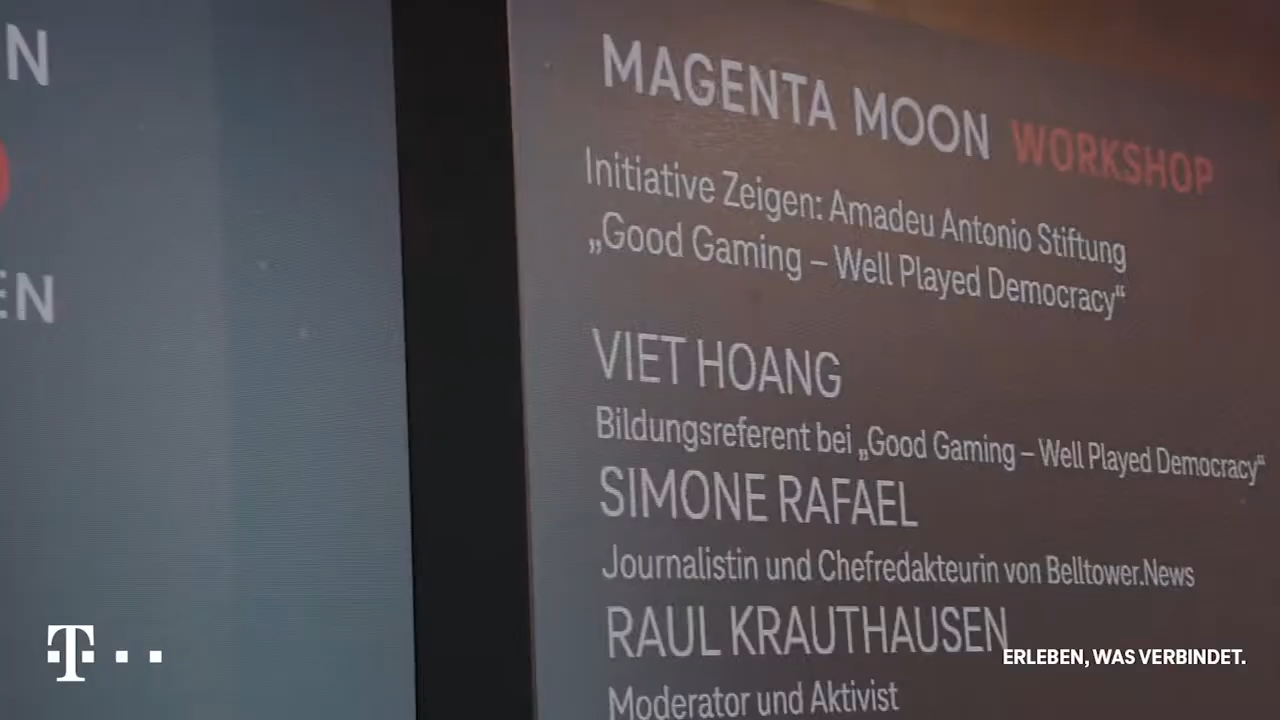 N
EN
MAGENTA MOON WORKSHOP
Initiative Zeigen: Amadeu Antonio Stiftung
„Good Gaming – Well Played Democracy“
VIET HOANG
Bildungsreferent bei „Good Gaming – Well Played Democracy“
SIMONE RAFAEL
Journalistin und Chefredakteurin von Belltower.News
RAUL KRAUTHAUSEN
Moderator und Aktivist
T
ERLEBEN, WAS VERBINDET.